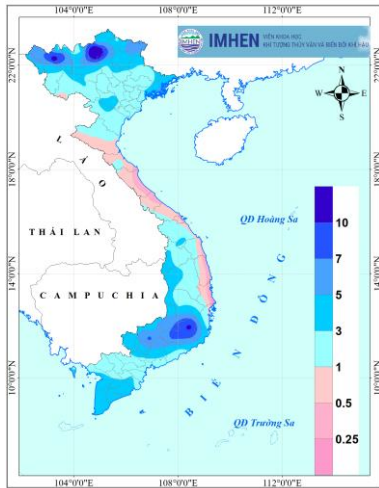 104°0'0"E 108°0'0"E 112°0'0"E
IMHEN
VIỆN KHOA HỌC
KHÍ TƯỢNG THỦY VĂN VÀ BIẾN ĐỔI KHÍ HẬU
22°0'0"N
N
W E
S
LÀO
18°0'0"N
QĐ Hoàng Sa
THÁI LAN
10
7
14°0'0"N
CAMPUCHIA
5
3
BIỂN ĐÔNG
1
10°0'0"N
0.5
QĐ Trường Sa
0.25
104°0'0"E 108°0'0"E 112°0'0"E